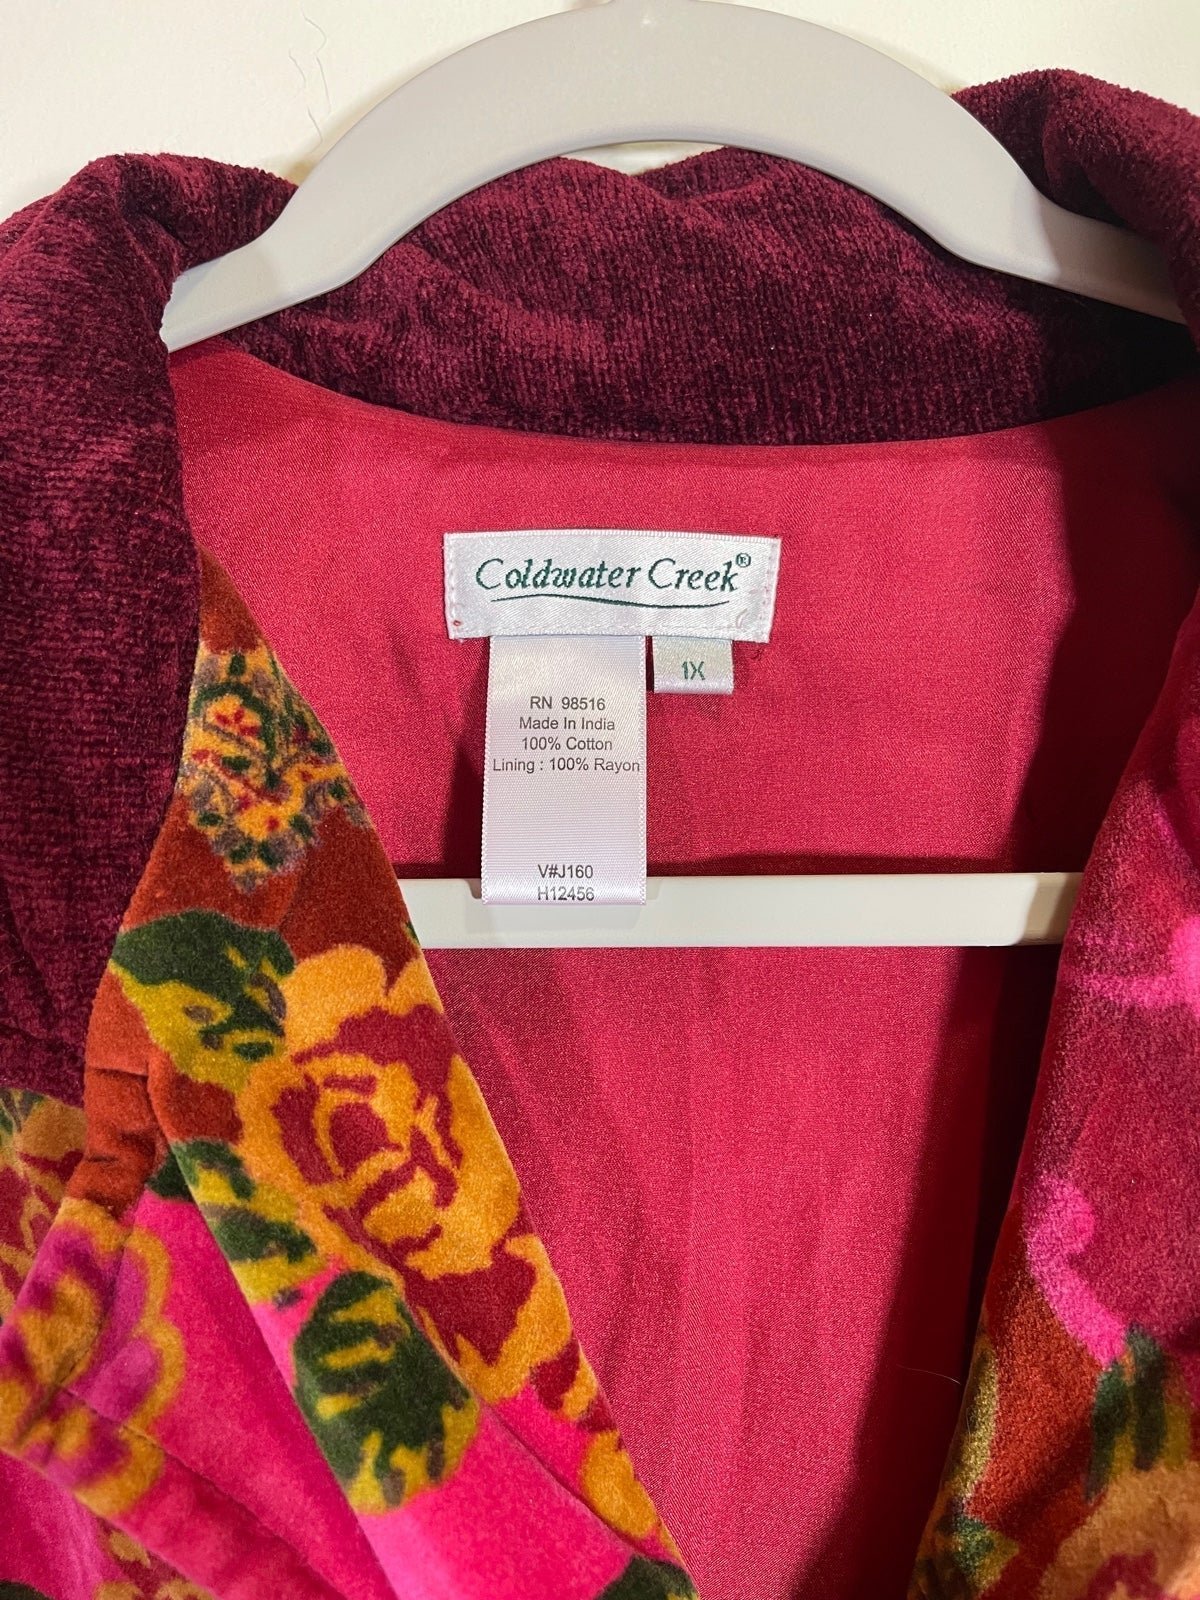 Coldwater Creek®
1X
RN 98516
Made In India
100% Cotton
Lining : 100% Rayon
V#J160
H12456